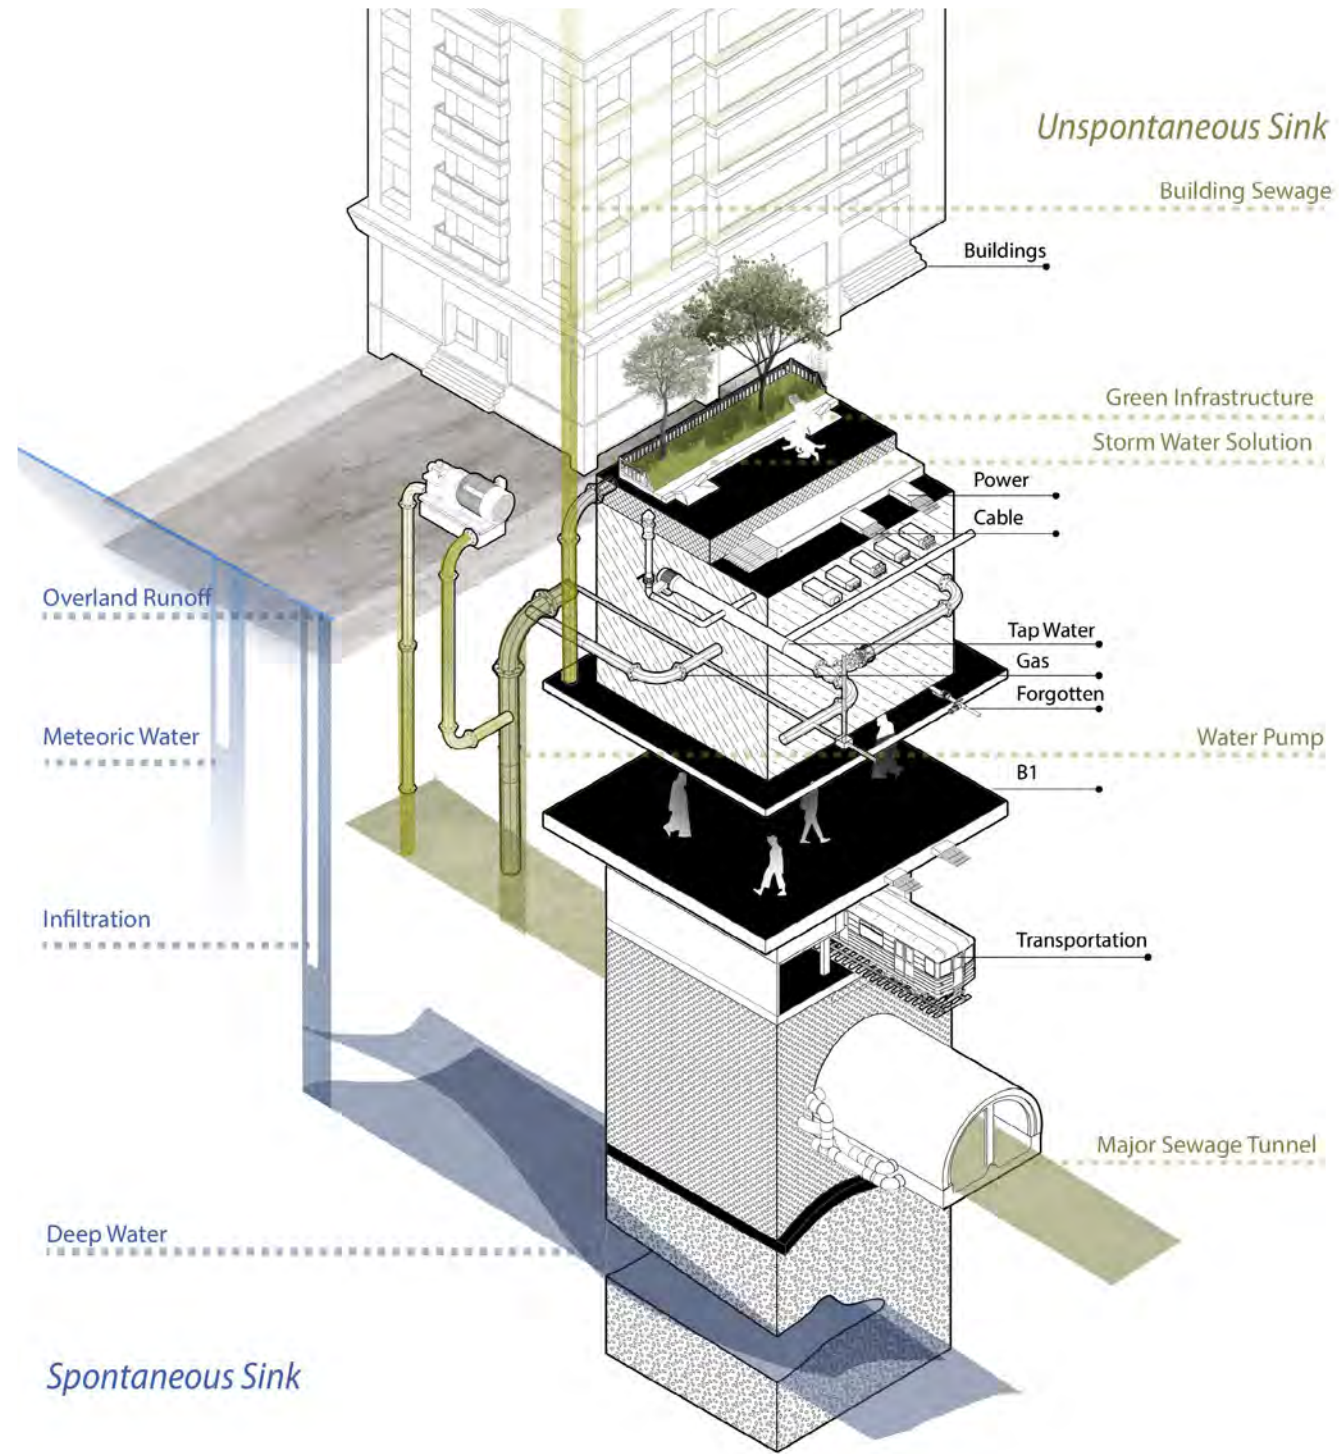 Unspontaneous Sink
Building Sewage
Buildings
Green Infrastructure
Storm Water Solution
Power
Cable
Overland Runoff
Tap Water
Gas
Forgotten
Meteoric Water
Water Pump
B1
Infiltration
Transportation
Major Sewage Tunnel
Deep Water
Spontaneous Sink